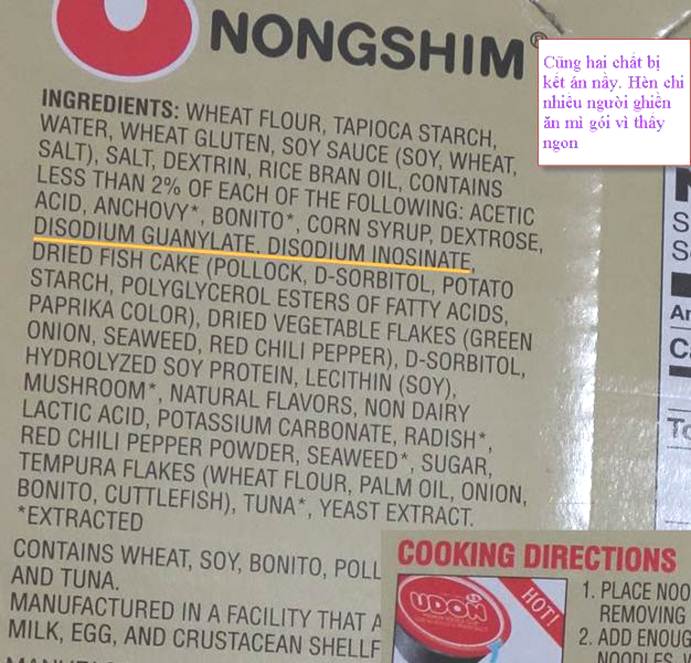 NONGSHIM®
Cũng hai chất bị
kết án nầy. Hèn chi
nhiều người ghiền
ăn mì gói vì thấy
ngon
INGREDIENTS: WHEAT FLOUR, TAPIOCA STARCH,
WATER, WHEAT GLUTEN, SOY SAUCE (SOY, WHEAT,
SALT), SALT, DEXTRIN, RICE BRAN OIL, CONTAINS
LESS THAN 2% OF EACH OF THE FOLLOWING: ACETIC
ACID, ANCHOVY*, BONITO*, CORN SYRUP, DEXTROSE,
DISODIUM GUANYLATE, DISODIUM INOSINATE,
DRIED FISH CAKE (POLLOCK, D-SORBITOL, POTATO
STARCH, POLYGLYCEROL ESTERS OF FATTY ACIDS,
PAPRIKA COLOR), DRIED VEGETABLE FLAKES (GREEN
ONION, SEAWEED, RED CHILI PEPPER), D-SORBITOL,
HYDROLYZED SOY PROTEIN, LECITHIN (SOY),
MUSHROOM*, NATURAL FLAVORS, NON DAIRY
LACTIC ACID, POTASSIUM CARBONATE, RADISH*,
RED CHILI PEPPER POWDER, SEAWEED*, SUGAR,
TEMPURA FLAKES (WHEAT FLOUR, PALM OIL, ONION,
BONITO, CUTTLEFISH), TUNA*, YEAST EXTRACT.
*EXTRACTED
CONTAINS WHEAT, SOY, BONITO, POLL
AND TUNA.
MANUFACTURED IN A FACILITY THAT A
MILK, EGG, AND CRUSTACEAN SHELLF
COOKING DIRECTIONS
UDON
HOT!
1. PLACE NOO
REMOVING
2. ADD ENOUG